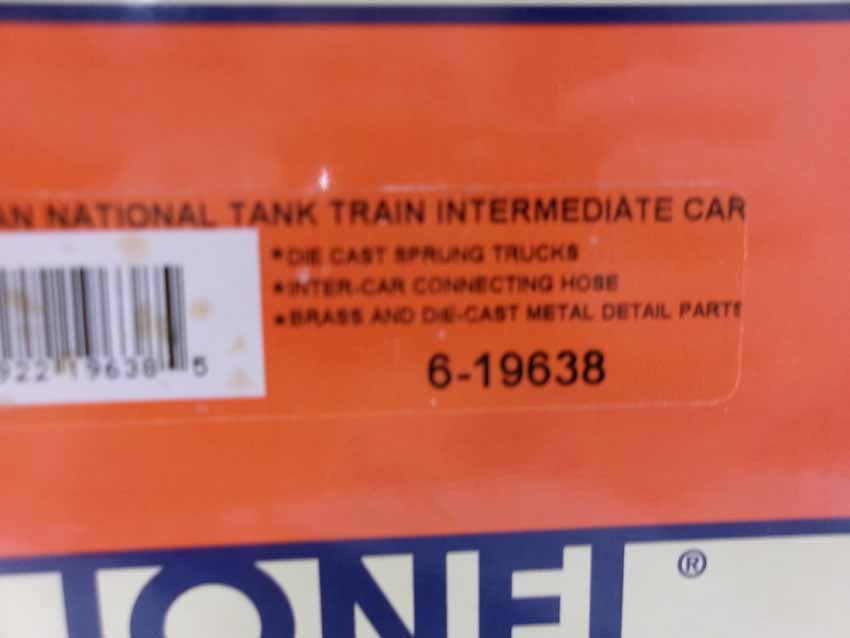 AN NATIONAL TANK TRAIN INTERMEDIATE CAR
*DIE CAST SPRUNG TRUCKS
*INTER-CAR CONNECTING HOSE
*BRASS AND DIE-CAST METAL DETAIL PARTS
922 19638 5
6-19638
IONE ®